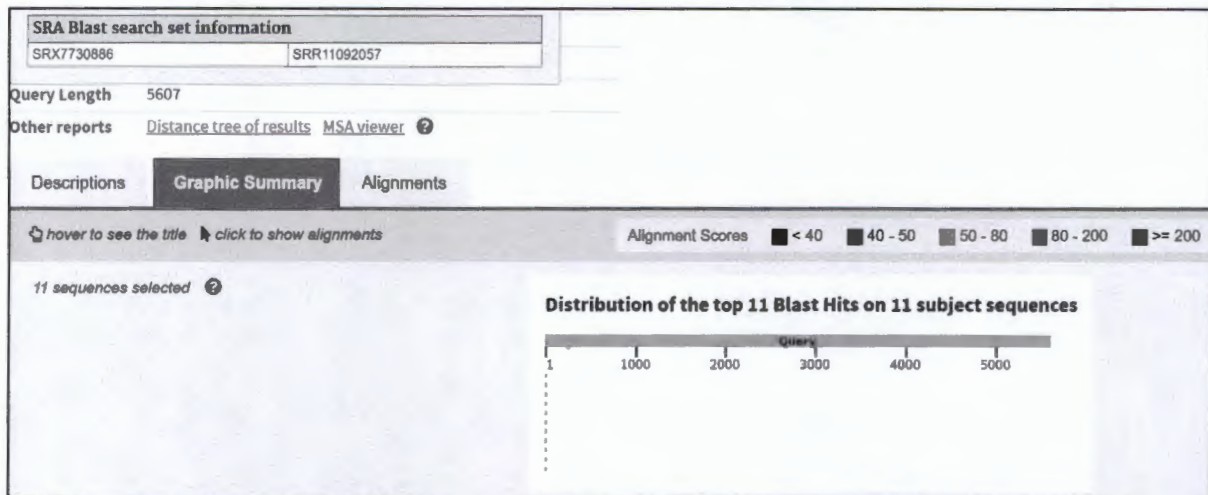 SRA Blast search set information
SRX7730886 SRR11092057
Query Length 5607
Other reports Distance tree of results MSA viewer ?
Descriptions Graphic Summary Alignments
hover to see the title click to show alignments Alignment Scores < 40 40 - 50 50 - 80 80 - 200 >= 200
11 sequences selected ?
Distribution of the top 11 Blast Hits on 11 subject sequences
Query
1 1000 2000 3000 4000 5000